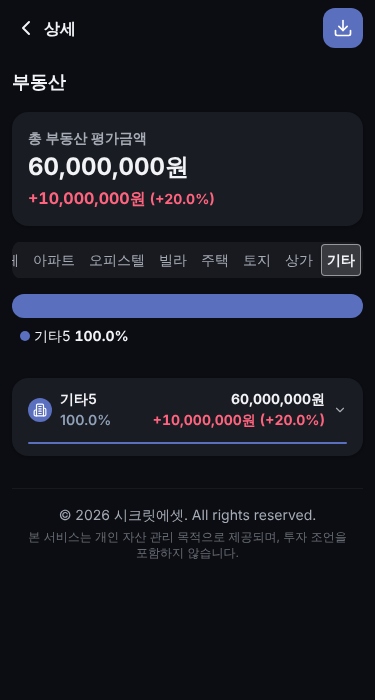 상세
부동산
총 부동산 평가금액
60,000,000원
+10,000,000원 (+20.0%)
아파트 오피스텔 빌라 주택 토지 상가 기타
기타5 100.0%
기타5 60,000,000원
100.0% +10,000,000원 (+20.0%)
© 2026 시크릿에셋. All rights reserved.
본 서비스는 개인 자산 관리 목적으로 제공되며, 투자 조언을
포함하지 않습니다.